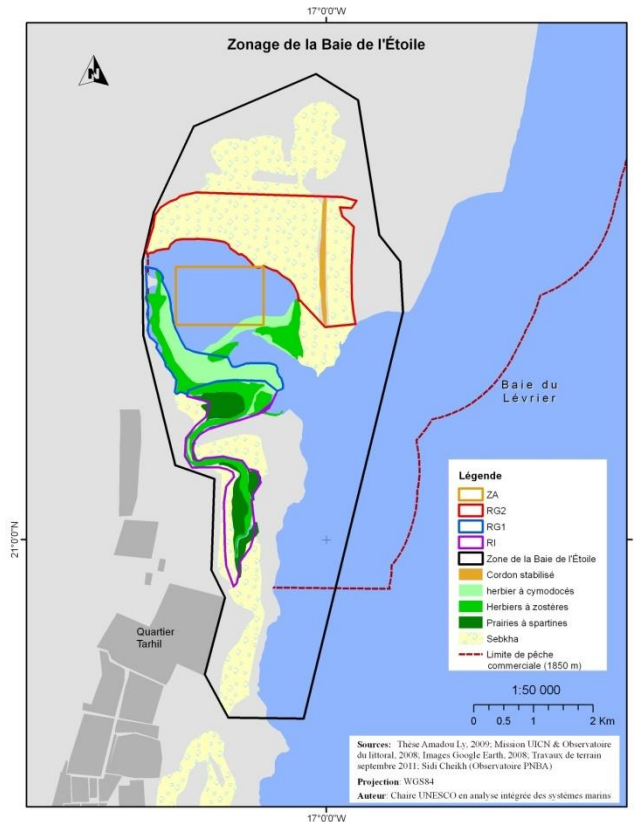 17°0'0"W
Zonage de la Baie de l'Étoile
N
Baie du
Lévrier
21°0'0"N
21°0'0"N
Quartier
Tarhil
Légende
ZA
RG2
RG1
RI
Zone de la Baie de l'Étoile
Cordon stabilisé
herbier à cymodocés
Herbiers à zostères
Prairies à spartines
Sebkha
Limite de pêche
commerciale (1850 m)
1:50 000
0 0.5 1 2 Km
Sources: Thèse Amadou Ly, 2009; Mission UICN & Observatoire
du littoral, 2008; Images Google Earth, 2008; Travaux de terrain
septembre 2011; Sidi Cheikh (Observatoire PNBA)
Projection: WGS84
Auteur: Chaire UNESCO en analyse intégrée des systèmes marins
17°0'0"W